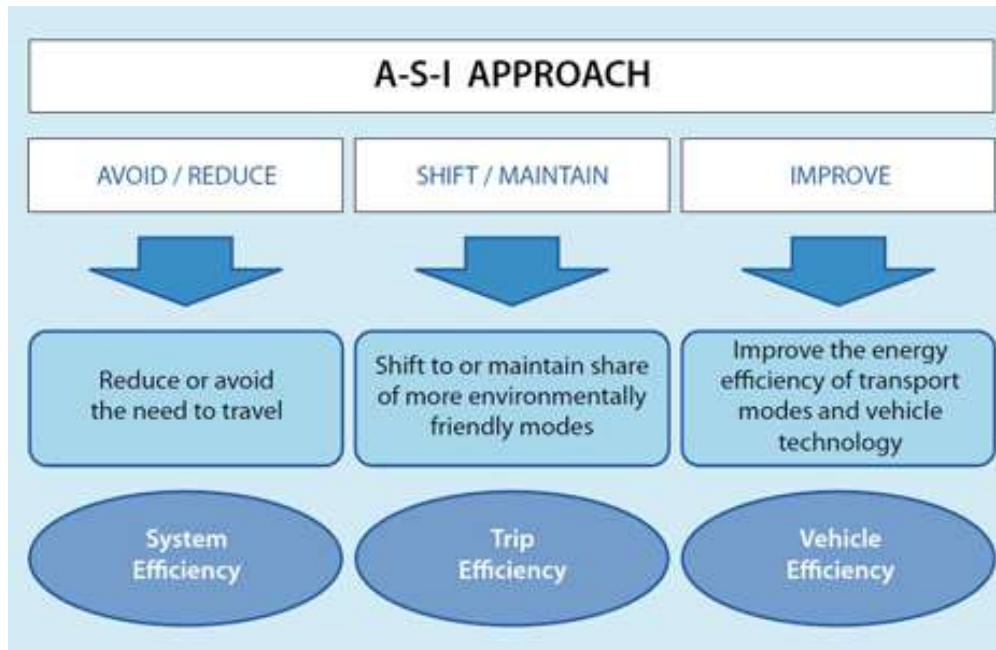 A-S-I APPROACH
AVOID / REDUCE
SHIFT / MAINTAIN
IMPROVE
Reduce or avoid
the need to travel
Shift to or maintain share
of more environmentally
friendly modes
Improve the energy
efficiency of transport
modes and vehicle
technology
System
Efficiency
Trip
Efficiency
Vehicle
Efficiency